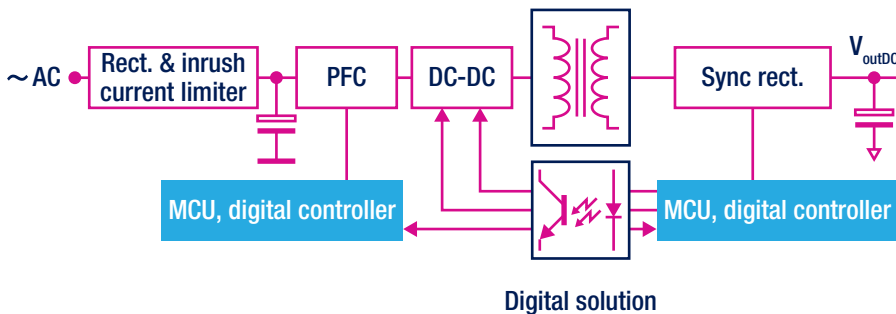 ~ AC
Rect. & inrush
current limiter
PFC
DC-DC
Sync rect.
VoutDC
MCU, digital controller
MCU, digital controller
Digital solution